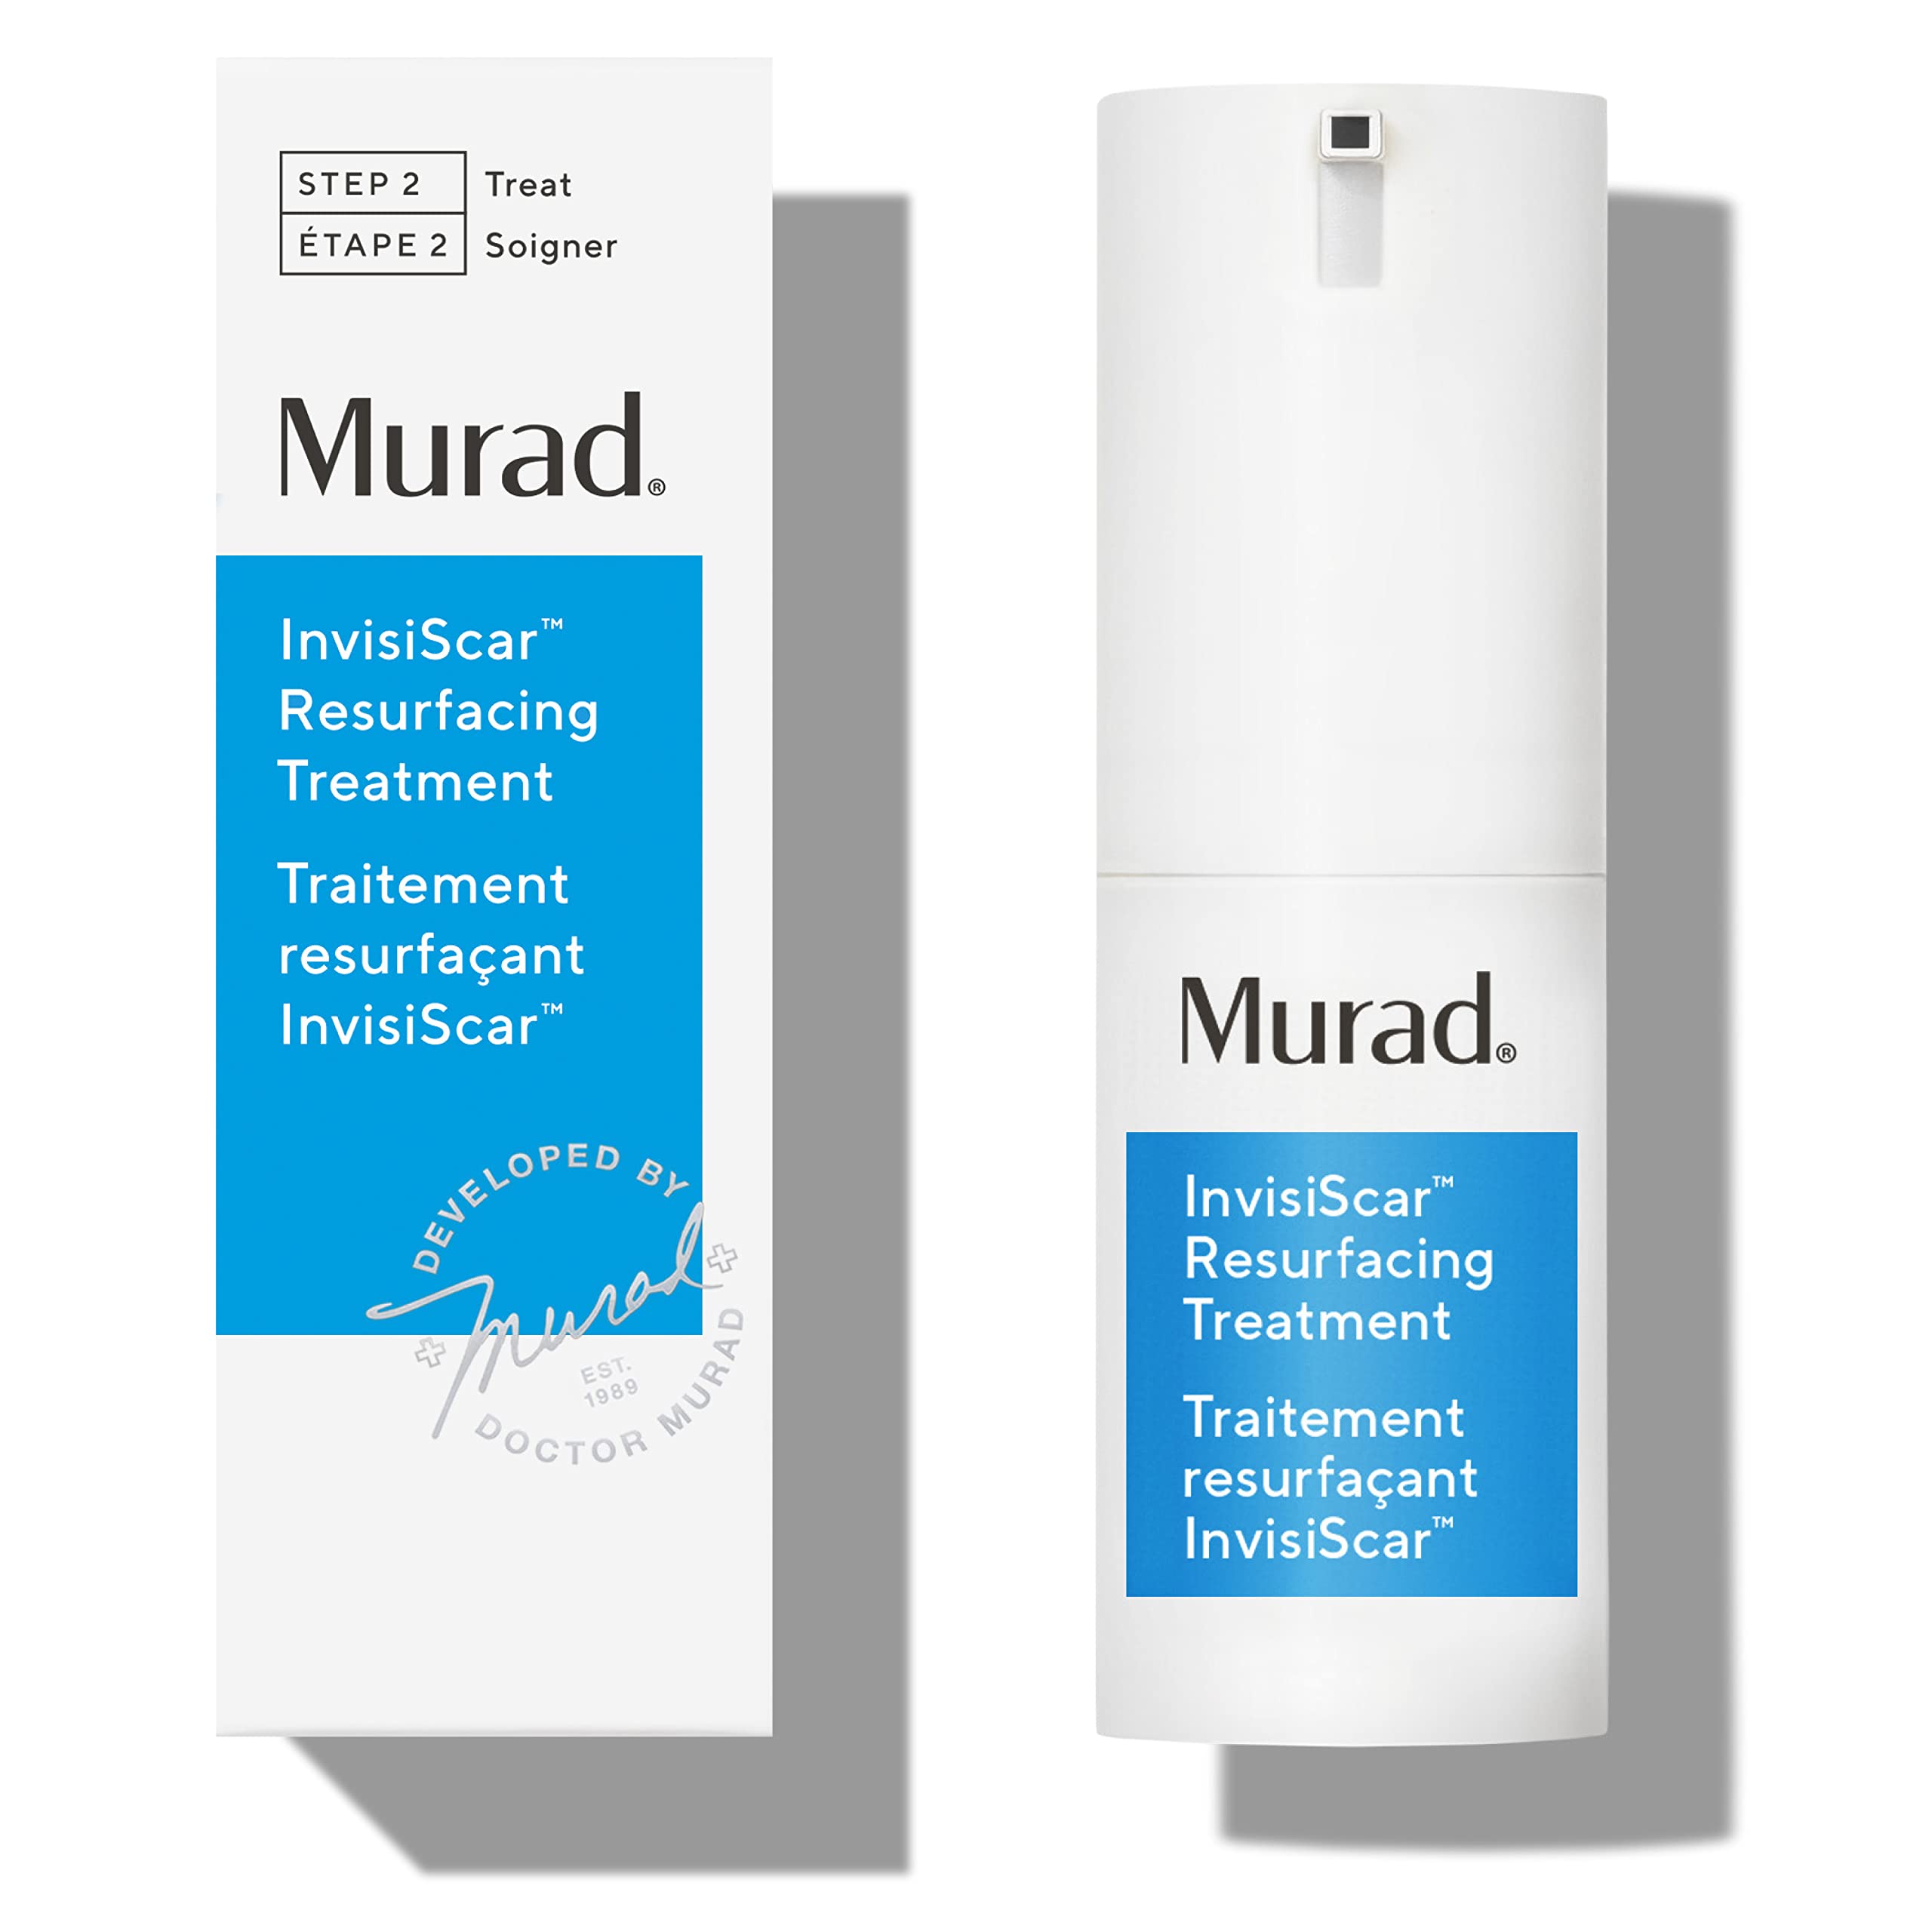 STEP 2 Treat
ÉTAPE 2 Soigner
Murad®
InvisiScar™
Resurfacing
Treatment
Traitement
resurfaçant
InvisiScar™
DEVELOPED BY
Murad
EST.
1989
DOCTOR MURAD
Murad®
InvisiScar™
Resurfacing
Treatment
Traitement
resurfaçant
InvisiScar™